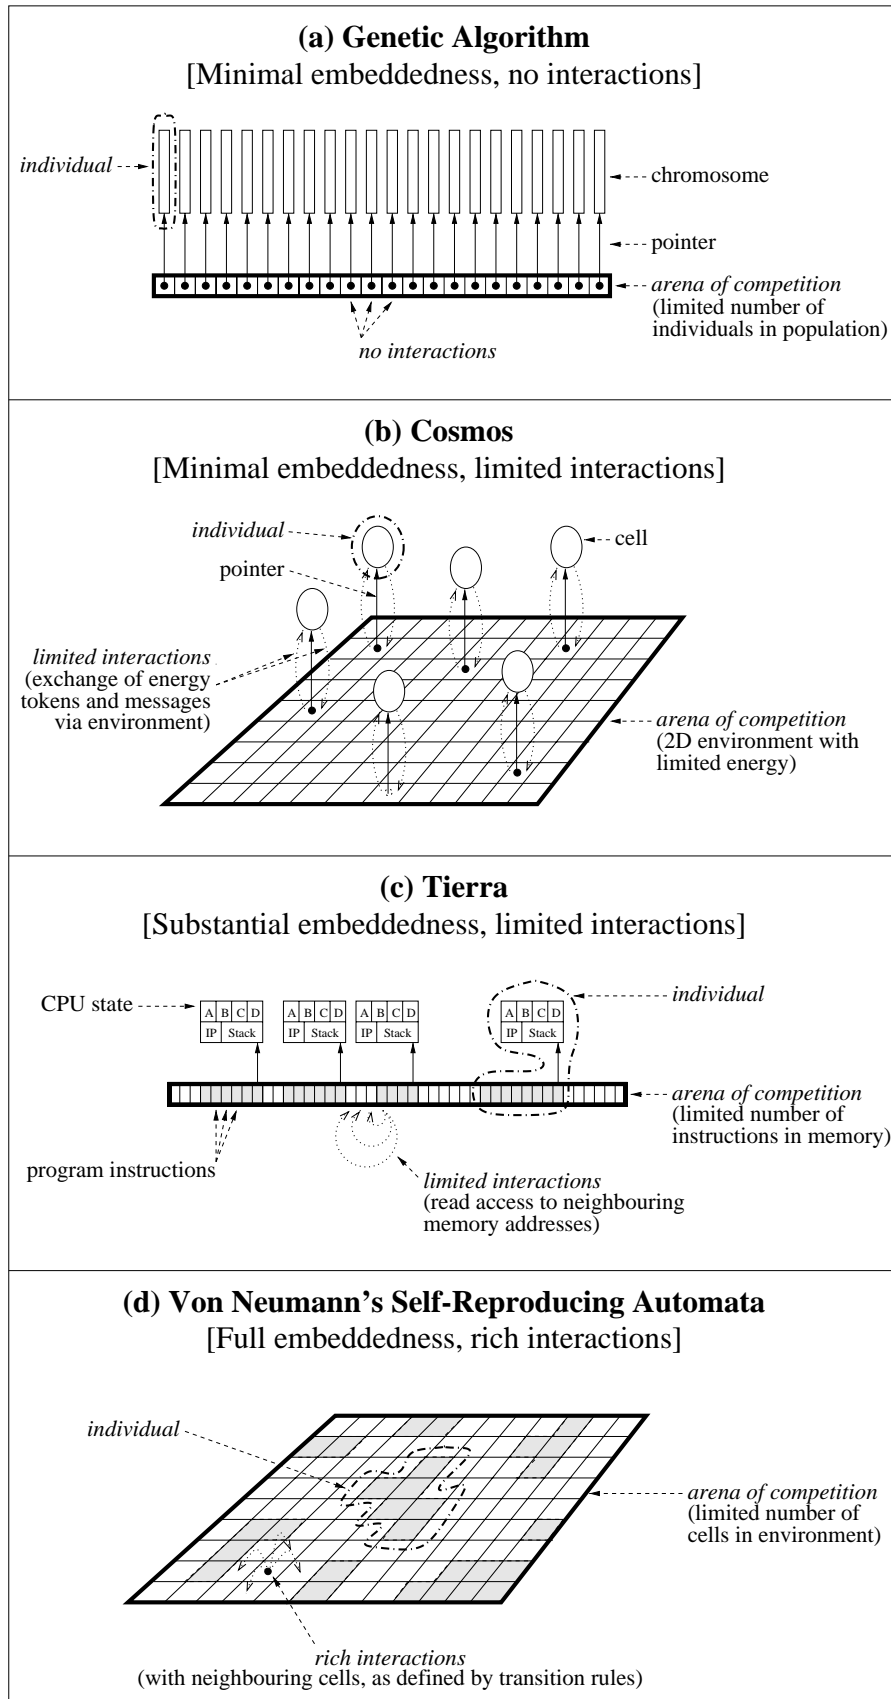 (a) Genetic Algorithm
[Minimal embeddedness, no interactions]
individual
chromosome
pointer
arena of competition
(limited number of
individuals in population)
no interactions
(b) Cosmos
[Minimal embeddedness, limited interactions]
individual
cell
pointer
limited interactions
(exchange of energy
tokens and messages
via environment)
arena of competition
(2D environment with
limited energy)
(c) Tierra
[Substantial embeddedness, limited interactions]
CPU state
A B C D
IP Stack
A B C D
IP Stack
A B C D
IP Stack
A B C D
IP Stack
individual
arena of competition
(limited number of
instructions in memory)
program instructions
limited interactions
(read access to neighbouring
memory addresses)
(d) Von Neumann's Self-Reproducing Automata
[Full embeddedness, rich interactions]
individual
arena of competition
(limited number of
cells in environment)
rich interactions
(with neighbouring cells, as defined by transition rules)